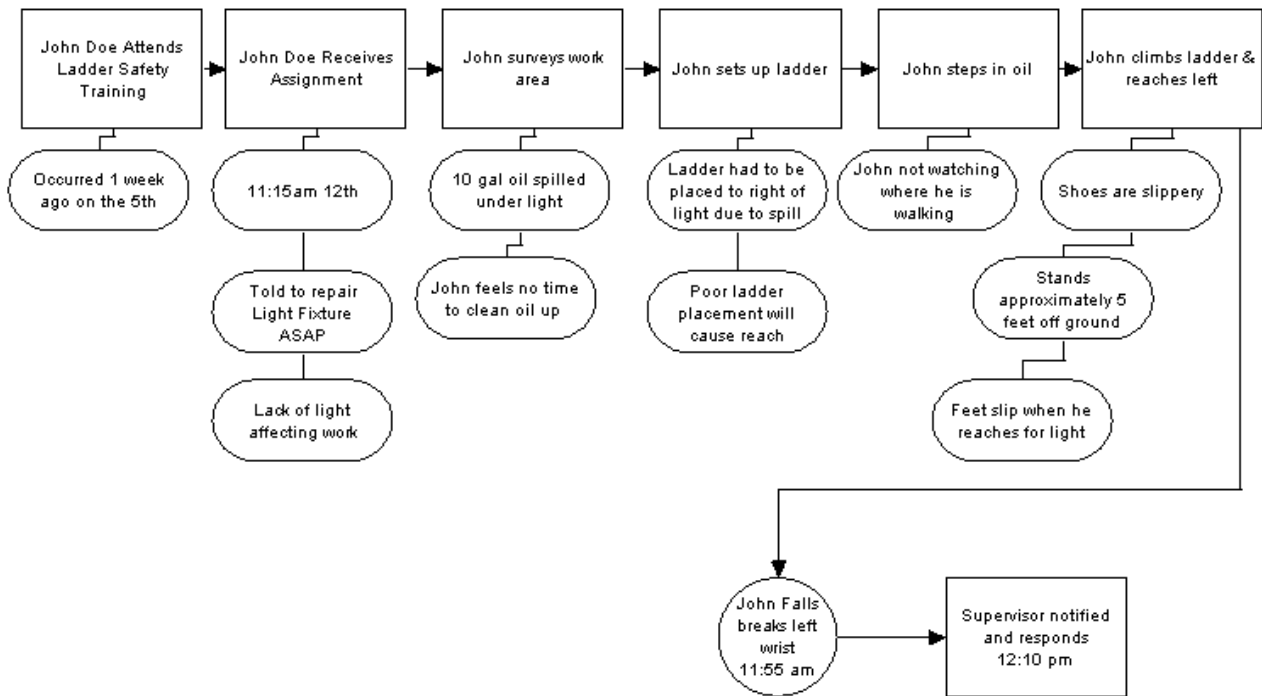 John Doe Attends
Ladder Safety
Training
John Doe Receives
Assignment
John surveys work
area
John sets up ladder
John steps in oil
John climbs ladder &
reaches left
Occurred 1 week
ago on the 5th
11:15am 12th
10 gal oil spilled
under light
Ladder had to be
placed to right of
light due to spill
John not watching
where he is
walking
Shoes are slippery
Told to repair
Light Fixture
ASAP
John feels no time
to clean oil up
Poor ladder
placement will
cause reach
Stands
approximately 5
feet off ground
Lack of light
affecting work
Feet slip when he
reaches for light
John Falls
breaks left
wrist
11:55 am
Supervisor notified
and responds
12:10 pm